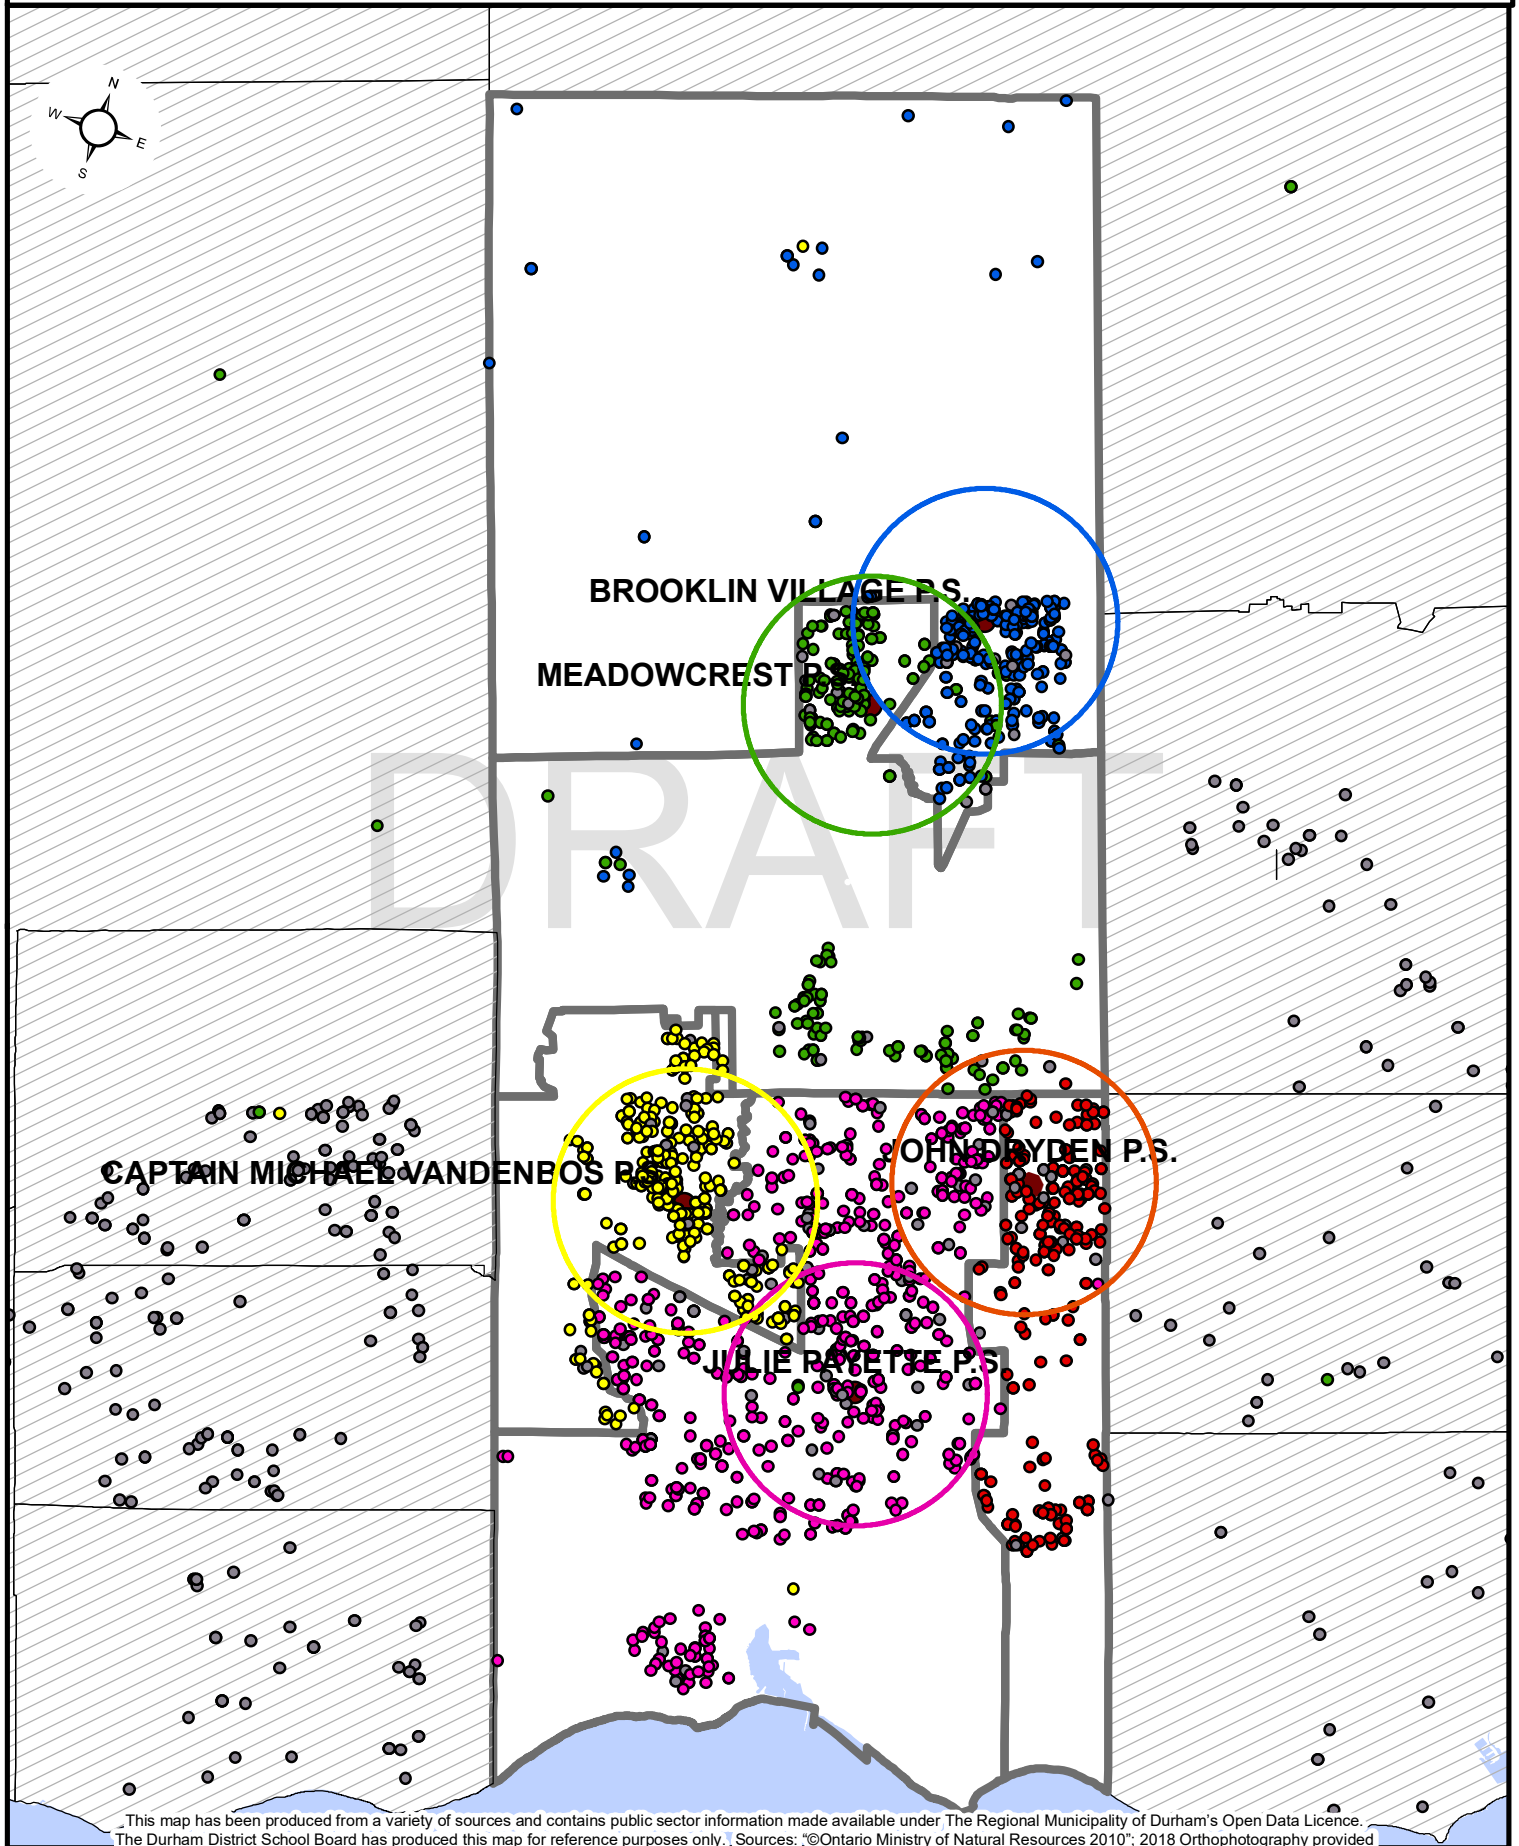 N
W
E
S
BROOKLIN VILLAGE P.S.
MEADOWCREST P.S.
DRAFT
JOHN DRYDEN P.S.
CAPTAIN MICHAEL VANDENBOS P.S.
JULIE PAYETTE P.S.
This map has been produced from a variety of sources and contains public sector information made available under The Regional Municipality of Durham's Open Data Licence.
The Durham District School Board has produced this map for reference purposes only. Sources: "©Ontario Ministry of Natural Resources 2010"; 2018 Orthophotography provided